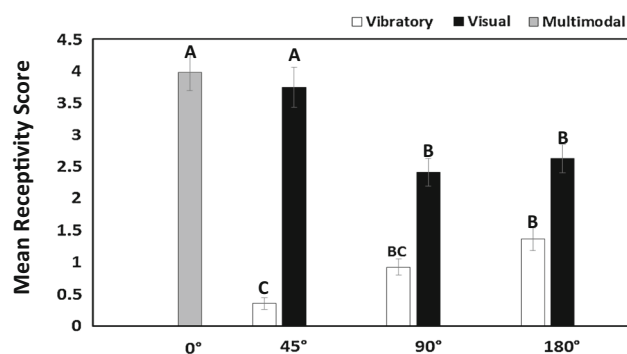 Vibratory Visual Multimodal
Mean Receptivity Score
4.5
4
3.5
3
2.5
2
1.5
1
0.5
0
A
C
A
BC
B
B
B
0° 45° 90° 180°